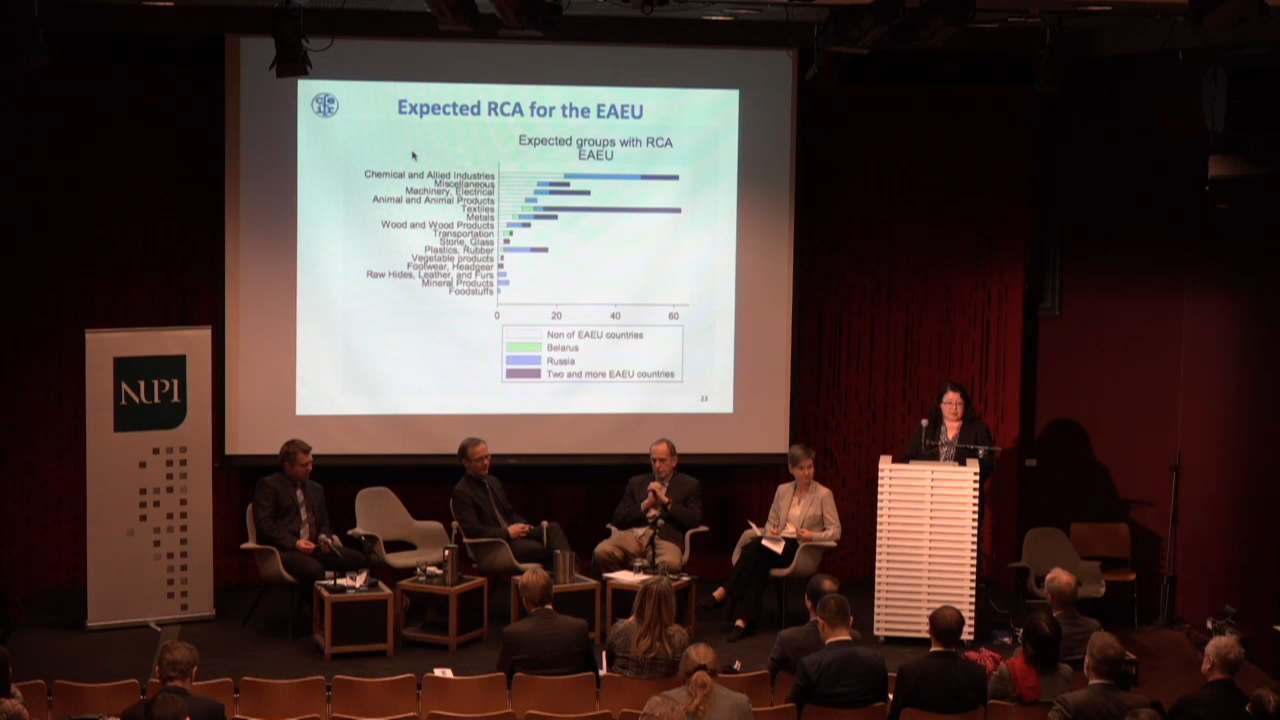 Expected RCA for the EAEU
Expected groups with RCA
EAEU
Chemical and Allied Industries
Miscellaneous
Machinery, Electrical
Animal and Animal Products
Textiles
Metals
Wood and Wood Products
Transportation
Stone, Glass
Plastics, Rubber
Vegetable products
Footwear, Headgear
Raw Hides, Leather, and Furs
Mineral Products
Foodstuffs
0 20 40 60
Non of EAEU countries
Belarus
Russia
Two and more EAEU countries
23
NUPI